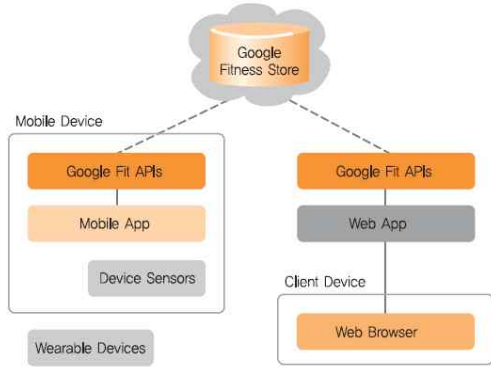 Google
Fitness Store
Mobile Device
Google Fit APIs
Mobile App
Device Sensors
Wearable Devices
Google Fit APIs
Web App
Client Device
Web Browser